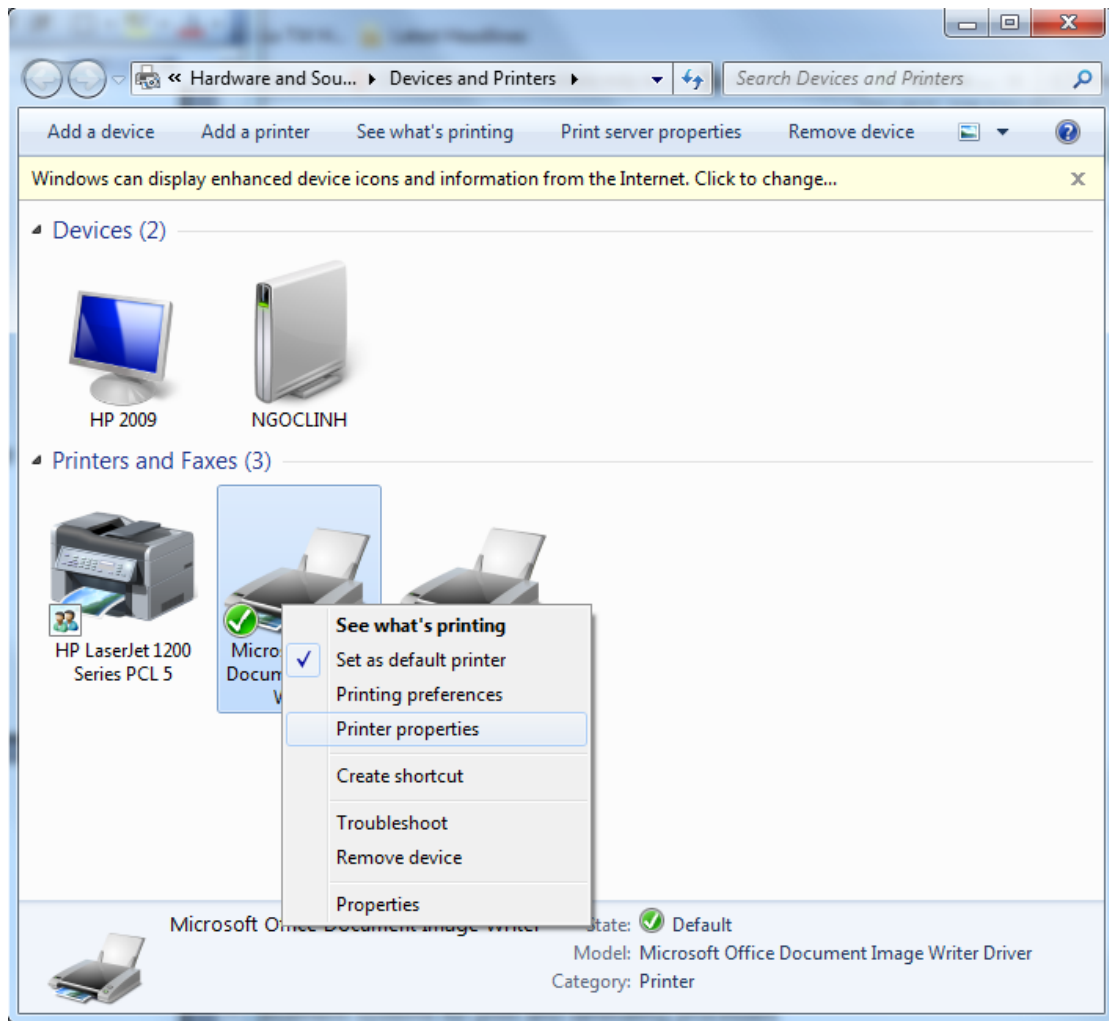 « Hardware and Sou... ▸ Devices and Printers ▸
Search Devices and Printers
Add a device Add a printer See what's printing Print server properties Remove device
Windows can display enhanced device icons and information from the Internet. Click to change...
Devices (2)
HP 2009
NGOCLINH
Printers and Faxes (3)
HP LaserJet 1200
Series PCL 5
Micro
Docum
See what's printing
Set as default printer
Printing preferences
Printer properties
Create shortcut
Troubleshoot
Remove device
Properties
Microsoft Office Document Image Writer
State: Default
Model: Microsoft Office Document Image Writer Driver
Category: Printer